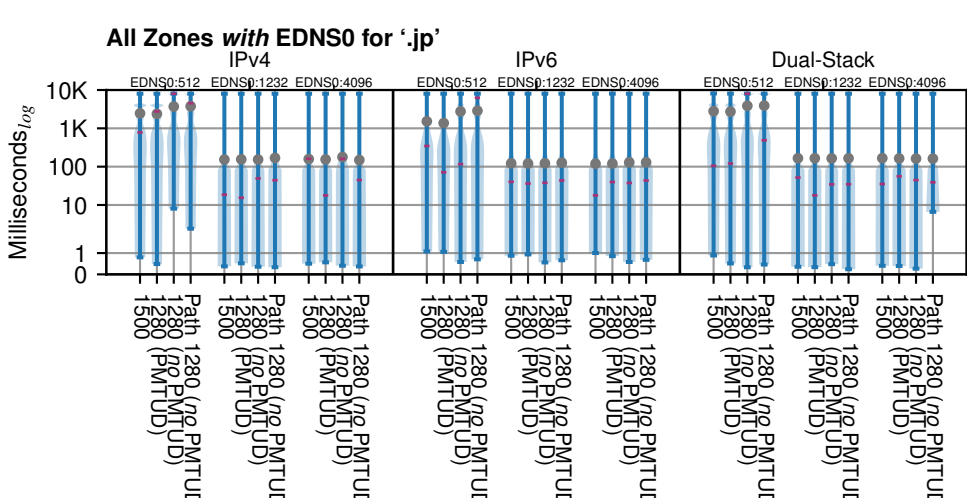 All Zones with EDNS0 for ‘.jp’
IPv4 IPv6 Dual-Stack
EDNS0:512 EDNS0:1232 EDNS0:4096 EDNS0:512 EDNS0:1232 EDNS0:4096 EDNS0:512 EDNS0:1232 EDNS0:4096
Milliseconds log
10K
1K
100
10
1
0
1500
1280 (PMTUD)
1280 (no PMTUD)
Path 1280 (no PMTUD
1500
1280 (PMTUD)
1280 (no PMTUD)
Path 1280 (no PMTUD
1500
1280 (PMTUD)
1280 (no PMTUD)
Path 1280 (no PMTUD
1500
1280 (PMTUD)
1280 (no PMTUD)
Path 1280 (no PMTUD
1500
1280 (PMTUD)
1280 (no PMTUD)
Path 1280 (no PMTUD
1500
1280 (PMTUD)
1280 (no PMTUD)
Path 1280 (no PMTUD
1500
1280 (PMTUD)
1280 (no PMTUD)
Path 1280 (no PMTUD
1500
1280 (PMTUD)
1280 (no PMTUD)
Path 1280 (no PMTUD
1500
1280 (PMTUD)
1280 (no PMTUD)
Path 1280 (no PMTUD